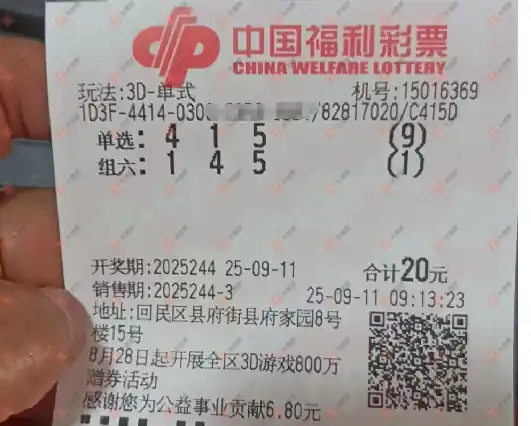 中国福利彩票
CHINA WELFARE LOTTERY
玩法:3D-单式 机号:15016369
1D3F-4414-030 /82817020/C415D
单选: 4 1 5 (9)
组六: 1 4 5 (1)
开奖期:2025244 25-09-11 合计20元
销售期:2025244-3 25-09-11 09:13:23
地址:回民区县府街县府家园8号
楼15号
8月28日起开展全区3D游戏800万
赠券活动
感谢您为公益事业贡献6.80元